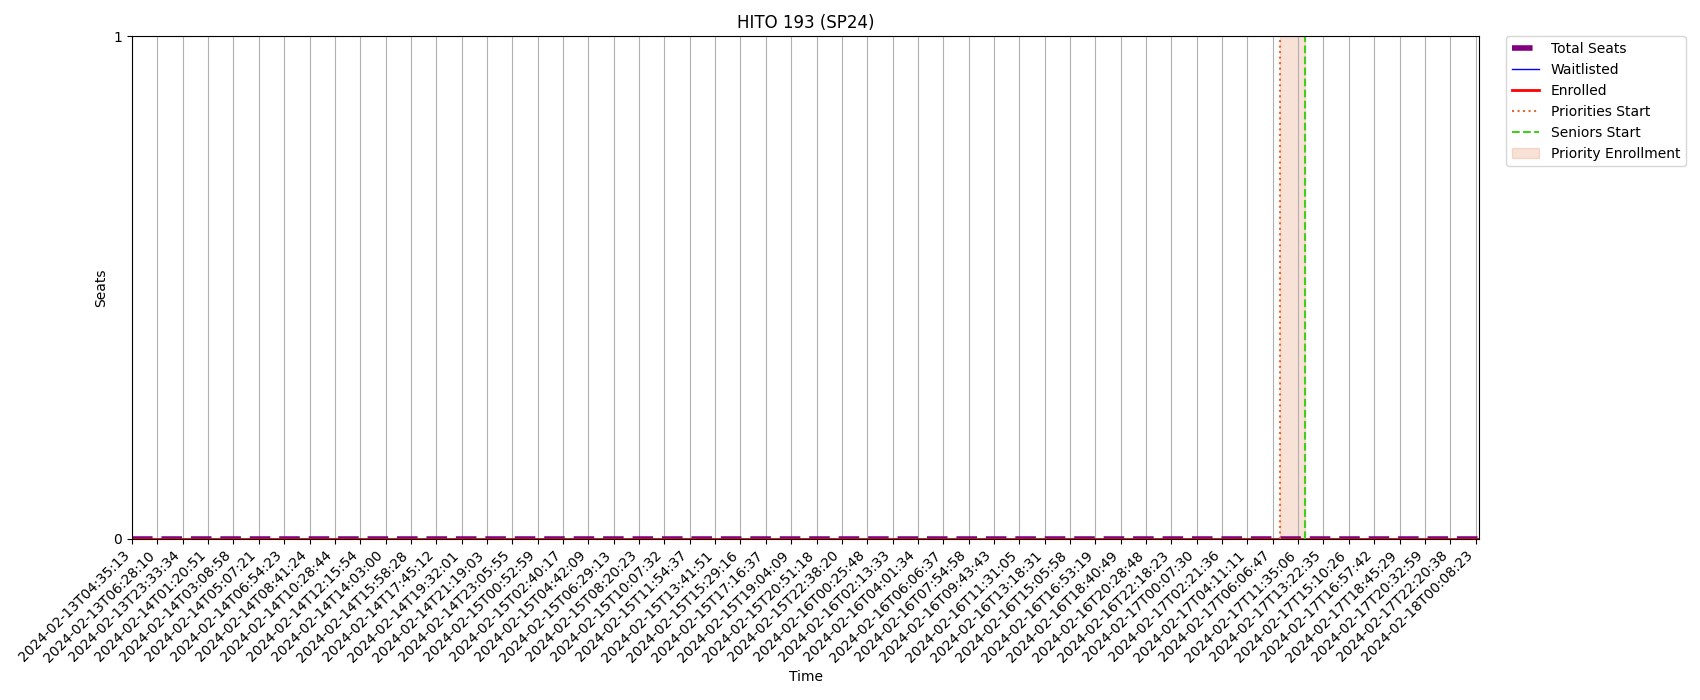 HITO 193 (SP24)
1
Seats
0
Total Seats
Waitlisted
Enrolled
Priorities Start
Seniors Start
Priority Enrollment
2024-02-13T04:35:13
2024-02-13T06:28:10
2024-02-13T23:33:34
2024-02-14T01:20:51
2024-02-14T03:08:58
2024-02-14T05:07:21
2024-02-14T06:54:23
2024-02-14T08:41:24
2024-02-14T10:28:44
2024-02-14T12:15:54
2024-02-14T14:03:00
2024-02-14T15:58:28
2024-02-14T17:45:12
2024-02-14T19:32:01
2024-02-14T21:19:03
2024-02-14T23:05:55
2024-02-15T00:52:59
2024-02-15T02:40:17
2024-02-15T04:42:09
2024-02-15T06:29:13
2024-02-15T08:20:23
2024-02-15T10:07:32
2024-02-15T11:54:37
2024-02-15T13:41:51
2024-02-15T15:29:16
2024-02-15T17:16:37
2024-02-15T19:04:09
2024-02-15T20:51:18
2024-02-15T22:38:20
2024-02-16T00:25:48
2024-02-16T02:13:33
2024-02-16T04:01:34
2024-02-16T06:06:37
2024-02-16T07:54:58
2024-02-16T09:43:43
2024-02-16T11:31:05
2024-02-16T13:18:31
2024-02-16T15:05:58
2024-02-16T16:53:19
2024-02-16T18:40:49
2024-02-16T20:28:48
2024-02-16T22:18:23
2024-02-17T00:07:30
2024-02-17T02:21:36
2024-02-17T04:11:11
2024-02-17T06:06:47
2024-02-17T11:35:06
2024-02-17T13:22:35
2024-02-17T15:10:26
2024-02-17T16:57:42
2024-02-17T18:45:29
2024-02-17T20:32:59
2024-02-17T22:20:38
2024-02-18T00:08:23
Time